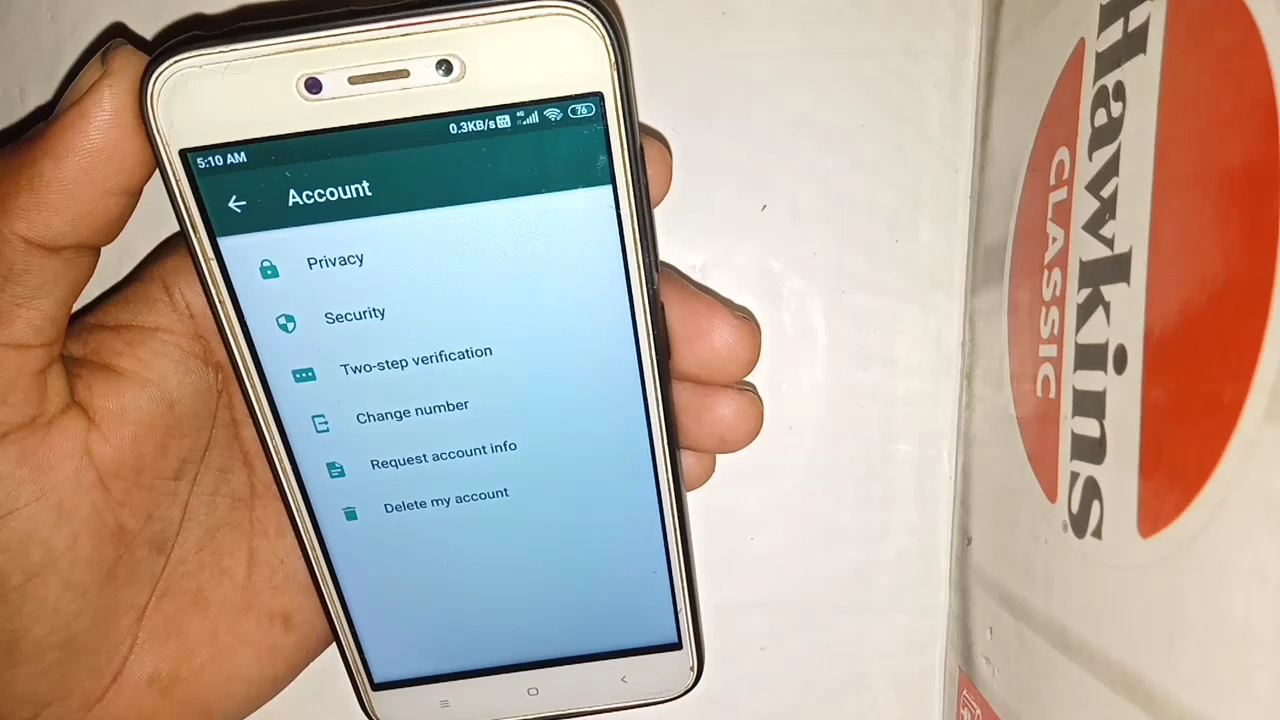 5:10 AM
0.3KB/s
4G
76
Account
Privacy
Security
Two-step verification
Change number
Request account info
Delete my account
Hawkins®
CLASSIC